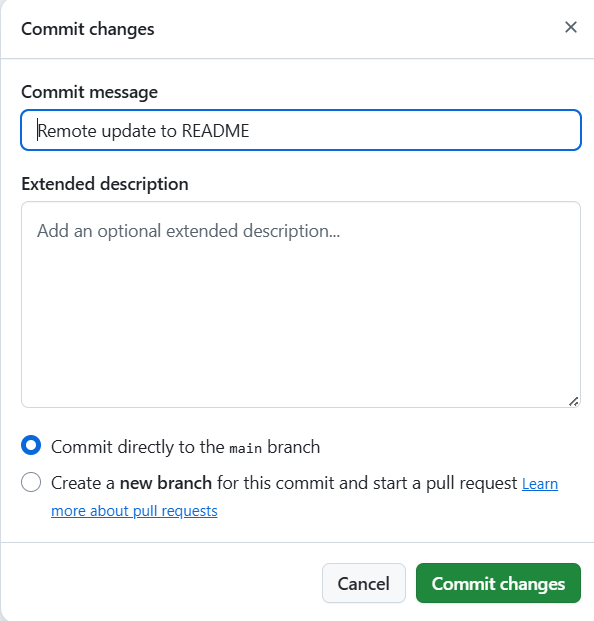 Commit changes
Commit message
Remote update to README
Extended description
Add an optional extended description...
Commit directly to the main branch
Create a new branch for this commit and start a pull request Learn
more about pull requests
Cancel
Commit changes